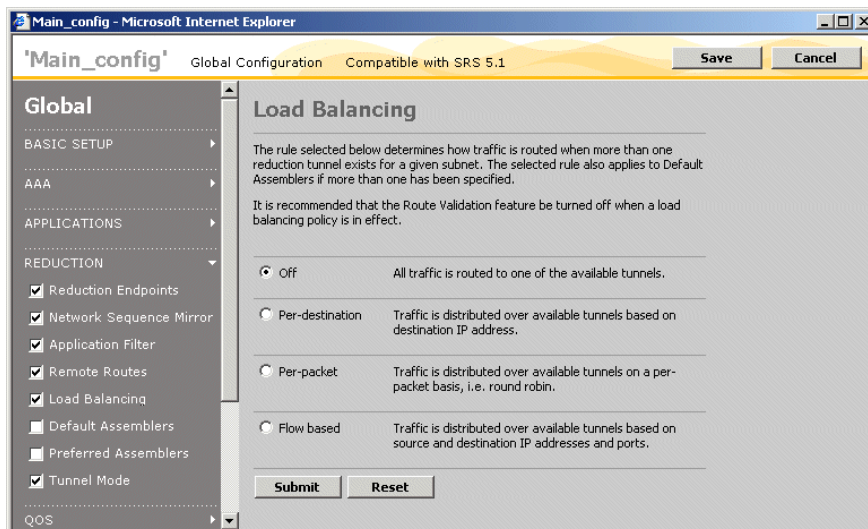 Main_config - Microsoft Internet Explorer
'Main_config' Global Configuration Compatible with SRS 5.1 Save Cancel
Global
BASIC SETUP
AAA
APPLICATIONS
REDUCTION
Reduction Endpoints
Network Sequence Mirror
Application Filter
Remote Routes
Load Balancing
Default Assemblers
Preferred Assemblers
Tunnel Mode
QOS
Load Balancing
The rule selected below determines how traffic is routed when more than one
reduction tunnel exists for a given subnet. The selected rule also applies to Default
Assemblers if more than one has been specified.
It is recommended that the Route Validation feature be turned off when a load
balancing policy is in effect.
Off All traffic is routed to one of the available tunnels.
Per-destination Traffic is distributed over available tunnels based on
destination IP address.
Per-packet Traffic is distributed over available tunnels on a per-
packet basis, i.e. round robin.
Flow based Traffic is distributed over available tunnels based on
source and destination IP addresses and ports.
Submit Reset